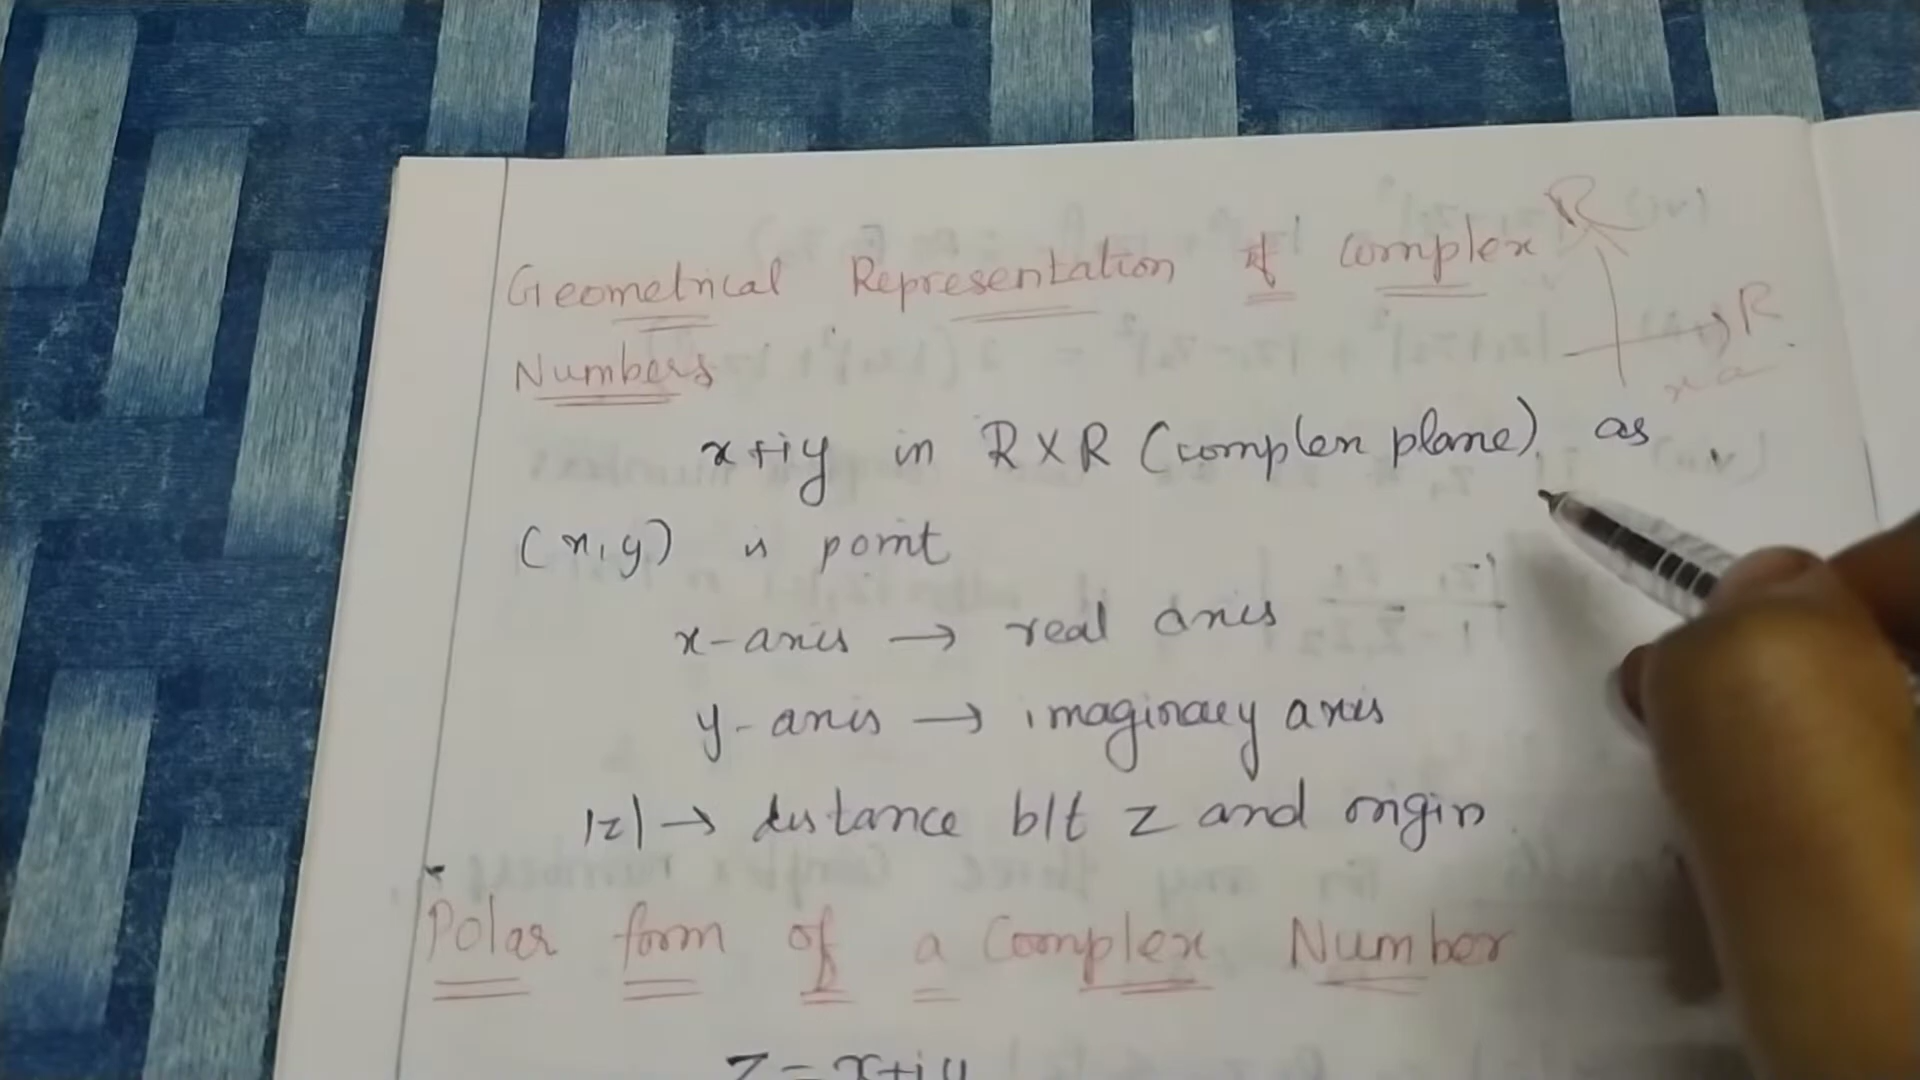 Geometrical Representation of Complex
Numbers
R
R
x+iy in R×R (complex plane) as
(x,y) is point
x-axis → real axis
y-axis → imaginary axis
|z| → distance b/t z and origin
Polar form of a Complex Number
z = x+iy